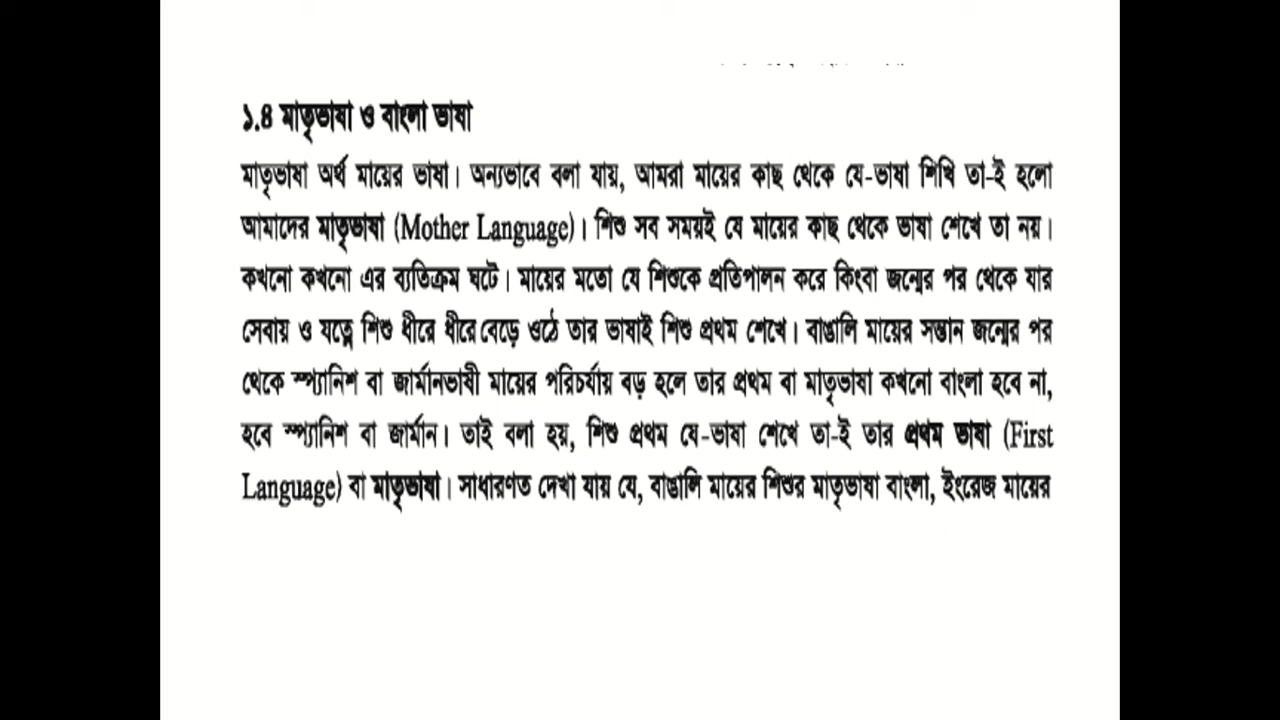 ১.৪ মাতৃভাষা ও বাংলা ভাষা
মাতৃভাষা অর্থ মায়ের ভাষা। অন্যভাবে বলা যায়, আমরা মায়ের কাছ থেকে যে-ভাষা শিখি তা-ই হলো
আমাদের মাতৃভাষা (Mother Language)। শিশু সব সময়ই যে মায়ের কাছ থেকে ভাষা শেখে তা নয়।
কখনো কখনো এর ব্যতিক্রম ঘটে। মায়ের মতো যে শিশুকে প্রতিপালন করে কিংবা জন্মের পর থেকে যার
সেবায় ও যত্নে শিশু ধীরে ধীরে বেড়ে ওঠে তার ভাষাই শিশু প্রথম শেখে। বাঙালি মায়ের সন্তান জন্মের পর
থেকে স্প্যানিশ বা জার্মানভাষী মায়ের পরিচর্যায় বড় হলে তার প্রথম বা মাতৃভাষা কখনো বাংলা হবে না,
হবে স্প্যানিশ বা জার্মান। তাই বলা হয়, শিশু প্রথম যে-ভাষা শেখে তা-ই তার প্রথম ভাষা (First
Language) বা মাতৃভাষা। সাধারণত দেখা যায় যে, বাঙালি মায়ের শিশুর মাতৃভাষা বাংলা, ইংরেজ মায়ের